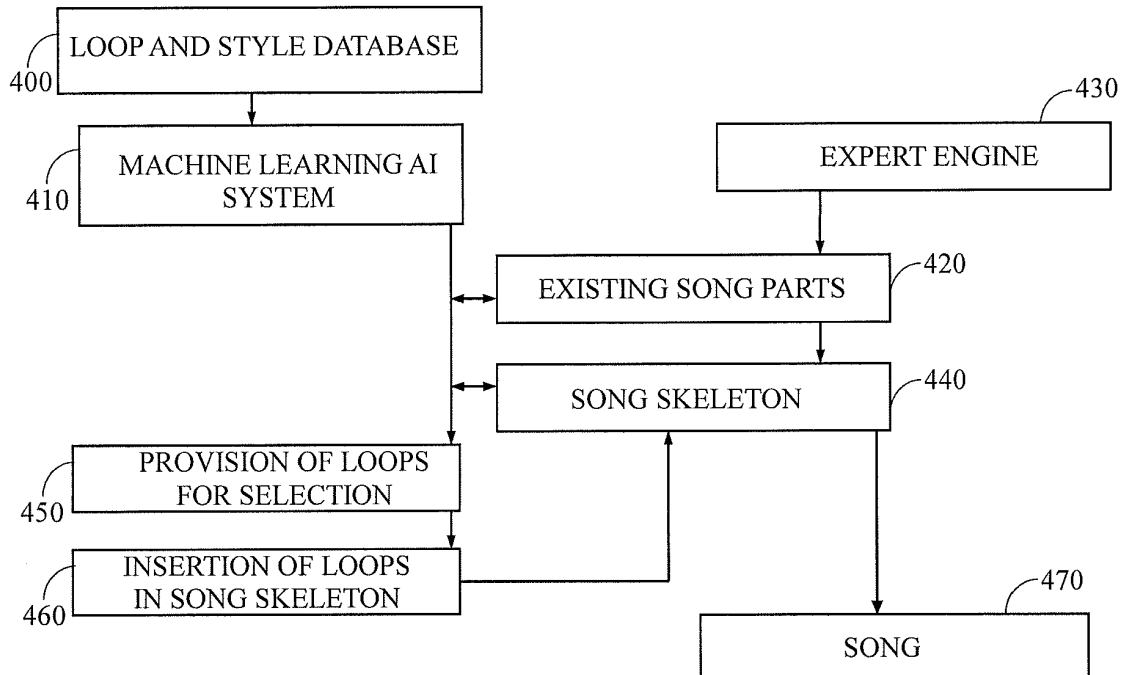 LOOP AND STYLE DATABASE
400
430
MACHINE LEARNING AI
SYSTEM
410
EXPERT ENGINE
EXISTING SONG PARTS
420
SONG SKELETON
440
PROVISION OF LOOPS
FOR SELECTION
450
INSERTION OF LOOPS
IN SONG SKELETON
460
470
SONG